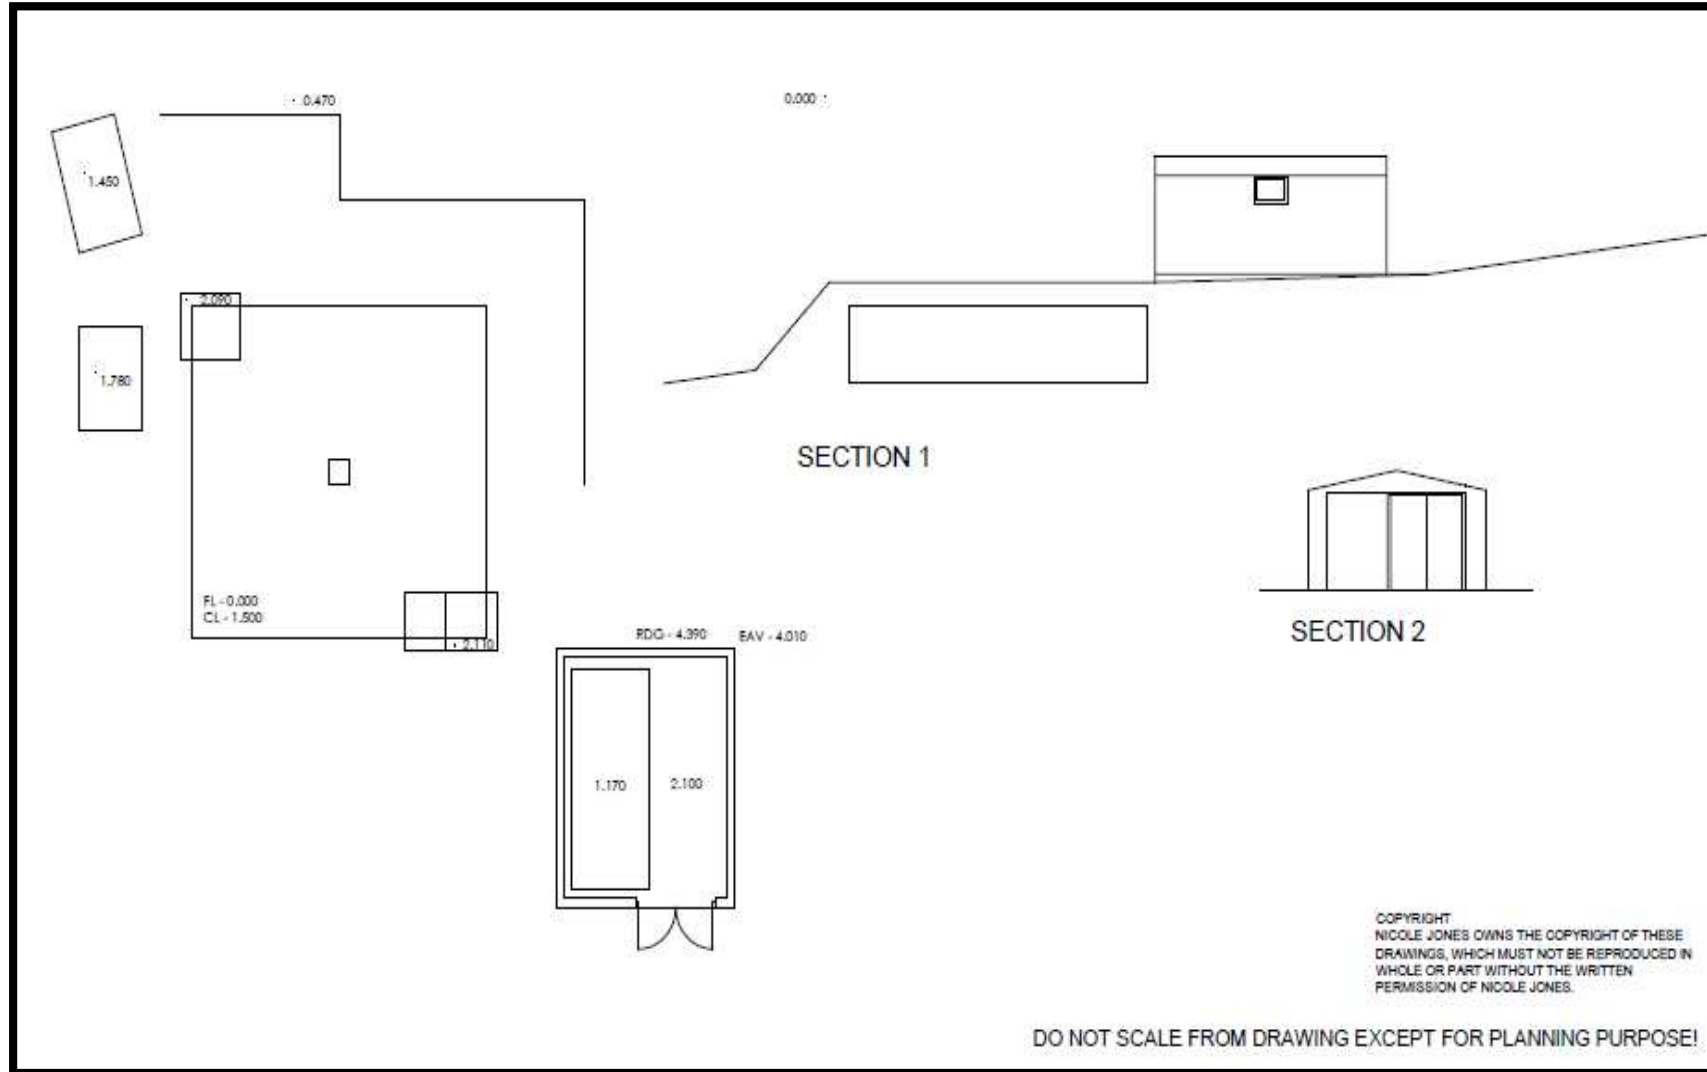 0.470
0.000
1.450
2.090
1.780
SECTION 1
FL - 0.000
CL - 1.500
2.110
RDG - 4.390
EAV - 4.010
SECTION 2
1.170
2.100
COPYRIGHT
NICOLE JONES OWNS THE COPYRIGHT OF THESE
DRAWINGS, WHICH MUST NOT BE REPRODUCED IN
WHOLE OR PART WITHOUT THE WRITTEN
PERMISSION OF NICOLE JONES.
DO NOT SCALE FROM DRAWING EXCEPT FOR PLANNING PURPOSE!